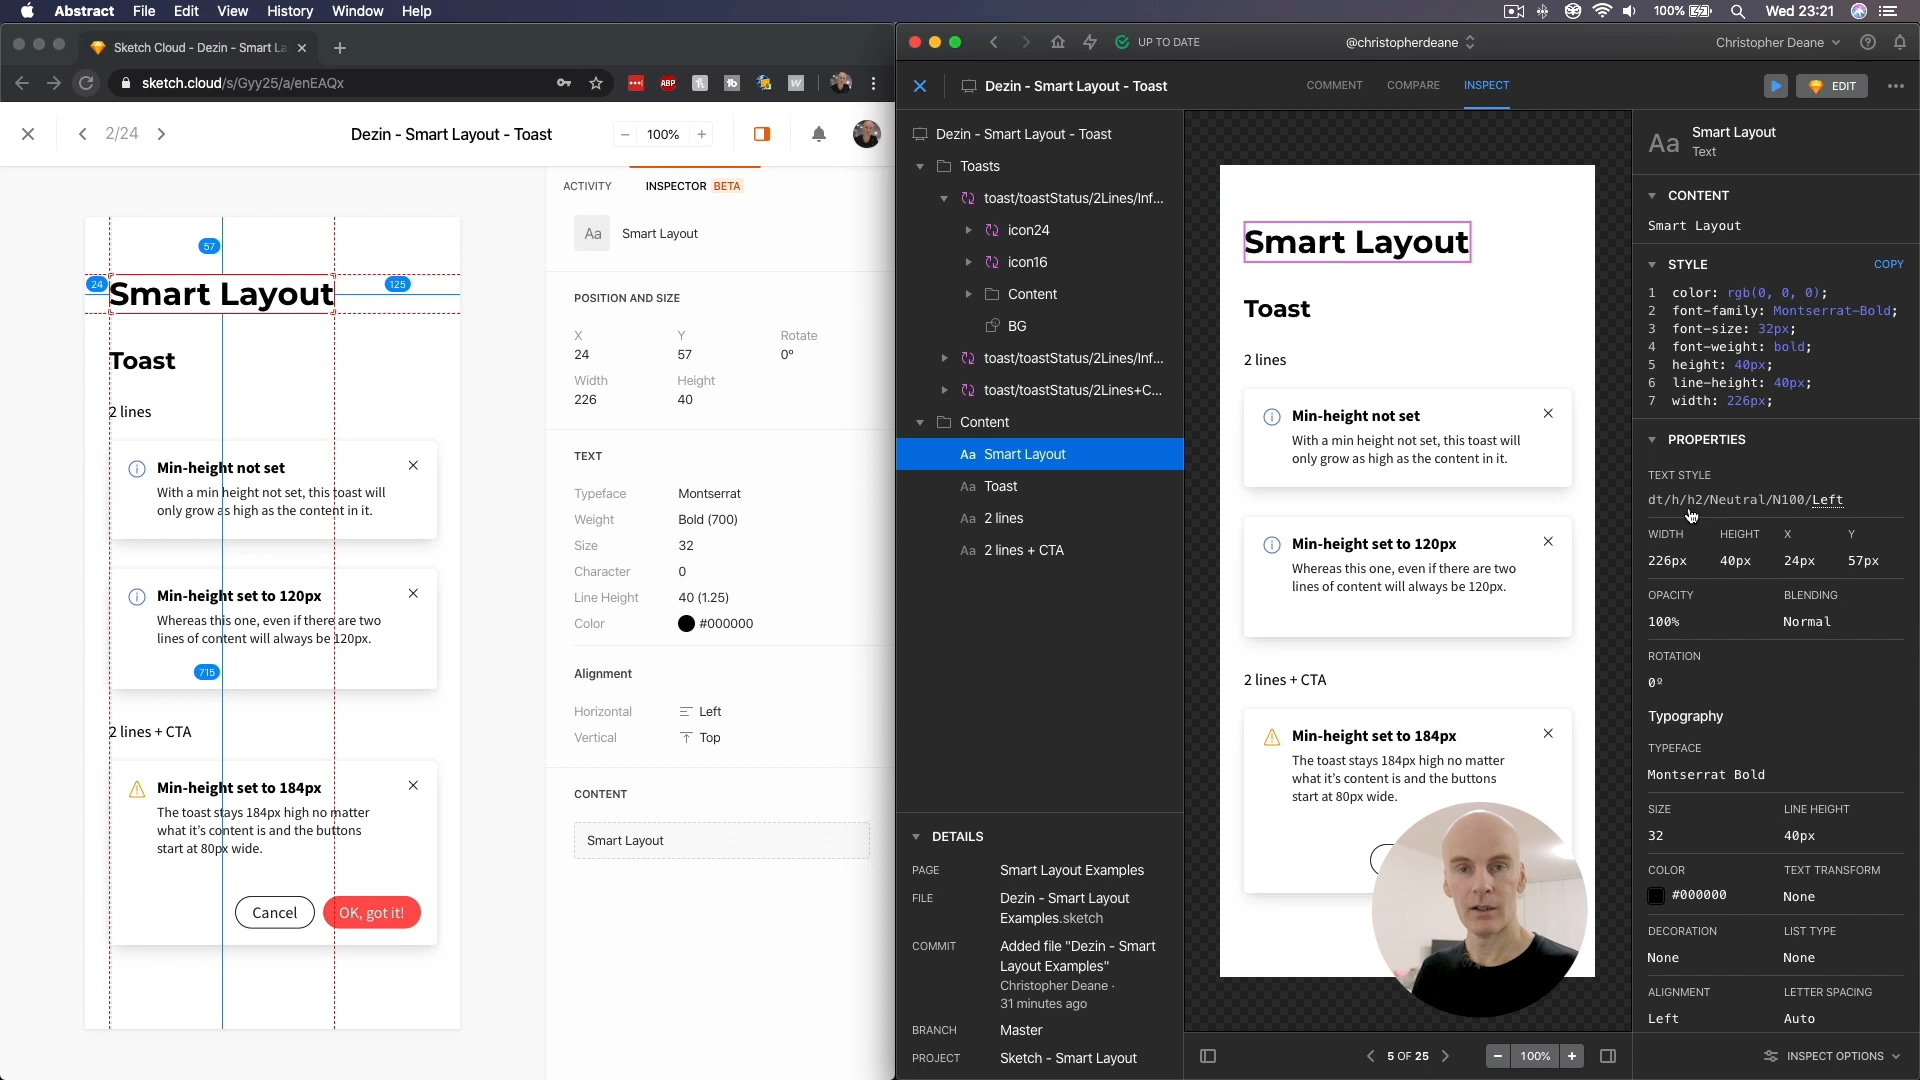 Abstract File Edit View History Window Help
100% Wed 23:21
Sketch Cloud - Dezin - Smart La
sketch.cloud/s/Gyy25/a/enEAQx
ABP
2/24
Dezin - Smart Layout - Toast
100%
57
24
125
Smart Layout
Toast
2 lines
Min-height not set
With a min height not set, this toast will
only grow as high as the content in it.
Min-height set to 120px
Whereas this one, even if there are two
lines of content will always be 120px.
715
2 lines + CTA
Min-height set to 184px
The toast stays 184px high no matter
what it's content is and the buttons
start at 80px wide.
Cancel
OK, got it!
ACTIVITY
INSPECTOR BETA
Aa Smart Layout
POSITION AND SIZE
X Y Rotate
24 57 0°
Width Height
226 40
TEXT
Typeface Montserrat
Weight Bold (700)
Size 32
Character 0
Line Height 40 (1.25)
Color #000000
Alignment
Horizontal Left
Vertical Top
CONTENT
Smart Layout
UP TO DATE
@christopherdeane
Christopher Deane
Dezin - Smart Layout - Toast
COMMENT COMPARE INSPECT
EDIT
Dezin - Smart Layout - Toast
Toasts
toast/toastStatus/2Lines/Inf...
icon24
icon16
Content
BG
toast/toastStatus/2Lines/Inf...
toast/toastStatus/2Lines+C...
Content
Aa Smart Layout
Aa Toast
Aa 2 lines
Aa 2 lines + CTA
DETAILS
PAGE Smart Layout Examples
FILE Dezin - Smart Layout
Examples.sketch
COMMIT Added file "Dezin - Smart
Layout Examples"
Christopher Deane ·
31 minutes ago
BRANCH Master
PROJECT Sketch - Smart Layout
Smart Layout
Toast
2 lines
Min-height not set
With a min height not set, this toast will
only grow as high as the content in it.
Min-height set to 120px
Whereas this one, even if there are two
lines of content will always be 120px.
2 lines + CTA
Min-height set to 184px
The toast stays 184px high no matter
what it's content is and the buttons
start at 80px wide.
5 OF 25
100%
Aa Smart Layout
Text
CONTENT
Smart Layout
STYLE COPY
1 color: rgb(0, 0, 0);
2 font-family: Montserrat-Bold;
3 font-size: 32px;
4 font-weight: bold;
5 height: 40px;
6 line-height: 40px;
7 width: 226px;
PROPERTIES
TEXT STYLE
dt/h/h2/Neutral/N100/Left
WIDTH HEIGHT X Y
226px 40px 24px 57px
OPACITY BLENDING
100% Normal
ROTATION
0º
Typography
TYPEFACE
Montserrat Bold
SIZE LINE HEIGHT
32 40px
COLOR TEXT TRANSFORM
#000000 None
DECORATION LIST TYPE
None None
ALIGNMENT LETTER SPACING
Left Auto
INSPECT OPTIONS